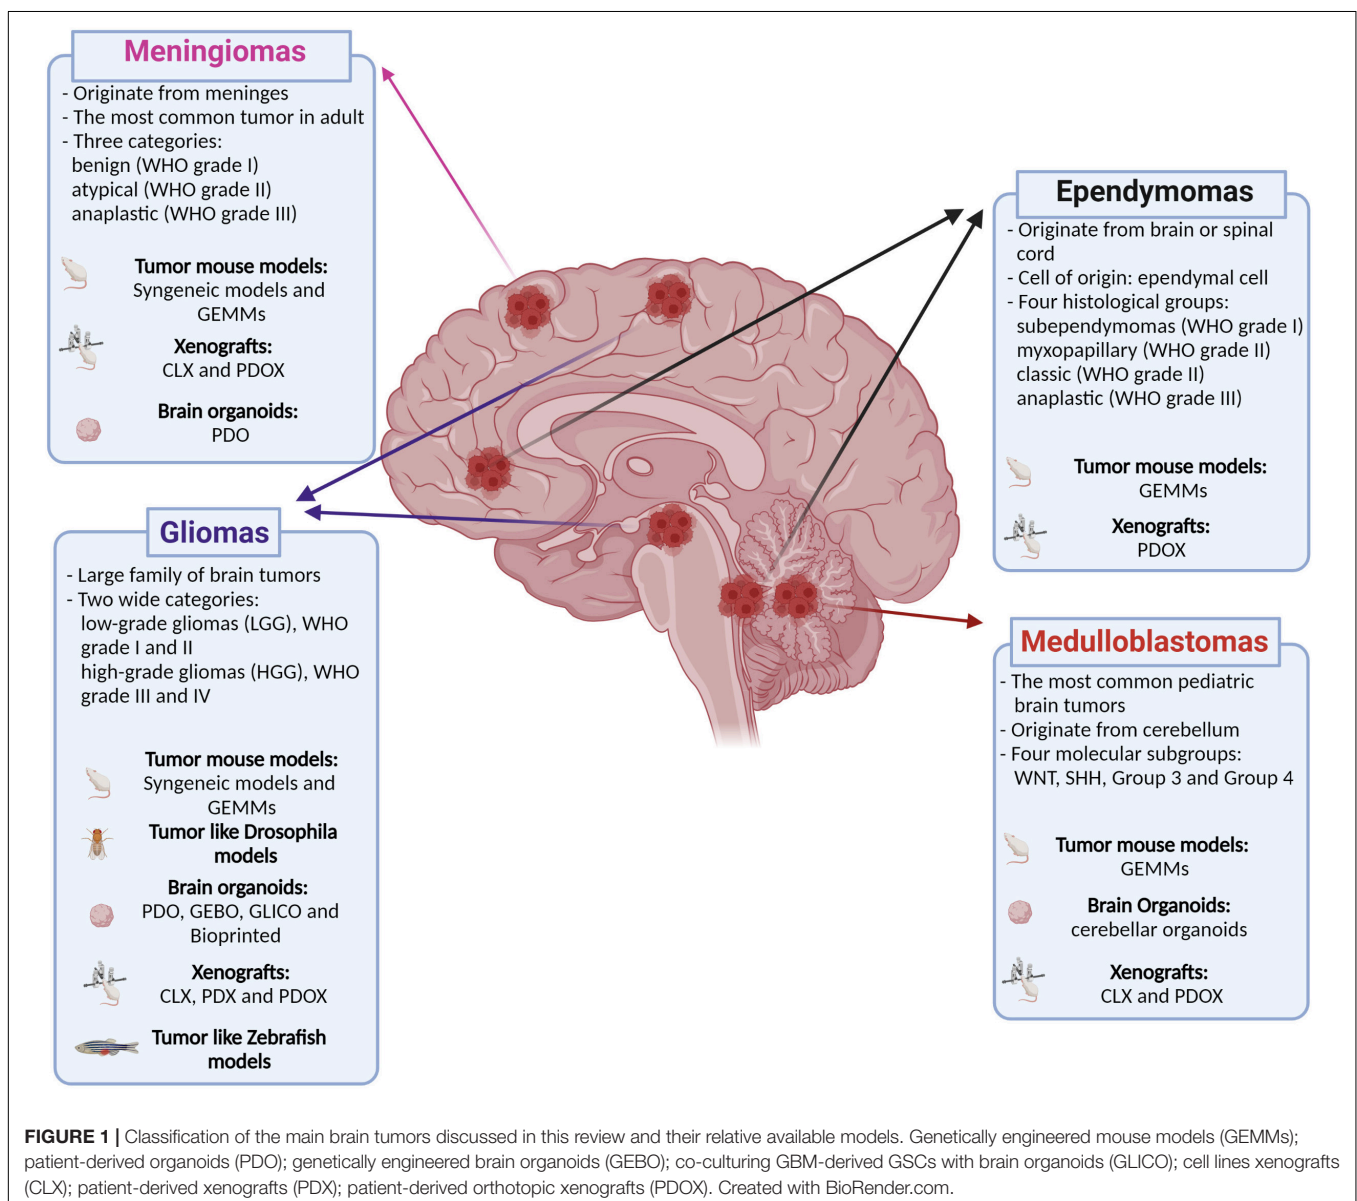 Meningiomas
- Originate from meninges
- The most common tumor in adult
- Three categories:
benign (WHO grade I)
atypical (WHO grade II)
anaplastic (WHO grade III)
Tumor mouse models:
Syngeneic models and
GEMMs
Xenografts:
CLX and PDOX
Brain organoids:
PDO
Gliomas
- Large family of brain tumors
- Two wide categories:
low-grade gliomas (LGG), WHO
grade I and II
high-grade gliomas (HGG), WHO
grade III and IV
Tumor mouse models:
Syngeneic models and
GEMMs
Tumor like Drosophila
models
Brain organoids:
PDO, GEBO, GLICO and
Bioprinted
Xenografts:
CLX, PDX and PDOX
Tumor like Zebrafish
models
Ependymomas
- Originate from brain or spinal
cord
- Cell of origin: ependymal cell
- Four histological groups:
subependymomas (WHO grade I)
myxopapillary (WHO grade II)
classic (WHO grade II)
anaplastic (WHO grade III)
Tumor mouse models:
GEMMs
Xenografts:
PDOX
Medulloblastomas
- The most common pediatric
brain tumors
- Originate from cerebellum
- Four molecular subgroups:
WNT, SHH, Group 3 and Group 4
Tumor mouse models:
GEMMs
Brain Organoids:
cerebellar organoids
Xenografts:
CLX and PDOX
FIGURE 1 | Classification of the main brain tumors discussed in this review and their relative available models. Genetically engineered mouse models (GEMMs);
patient-derived organoids (PDO); genetically engineered brain organoids (GEBO); co-culturing GBM-derived GSCs with brain organoids (GLICO); cell lines xenografts
(CLX); patient-derived xenografts (PDX); patient-derived orthotopic xenografts (PDOX). Created with BioRender.com.